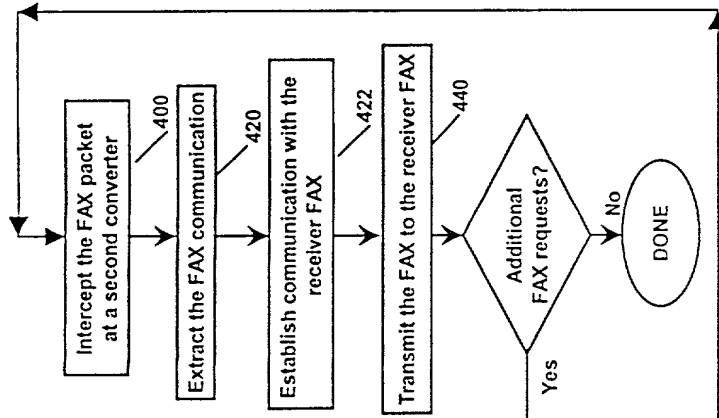 Intercept the FAX packet
at a second converter
400
Extract the FAX communication
420
Establish communication with the
receiver FAX
422
Transmit the FAX to the receiver FAX
440
Additional
FAX requests?
Yes
No
DONE